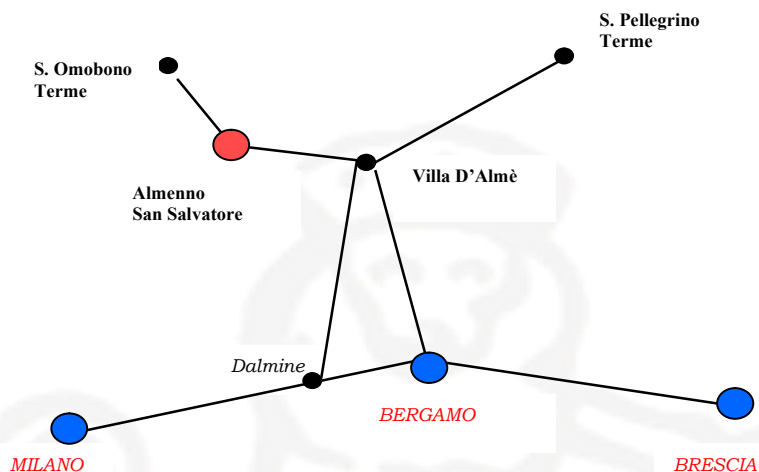 S. Pellegrino
Terme
S. Omobono
Terme
Villa D'Almè
Almenno
San Salvatore
Dalmine
BERGAMO
MILANO
BRESCIA